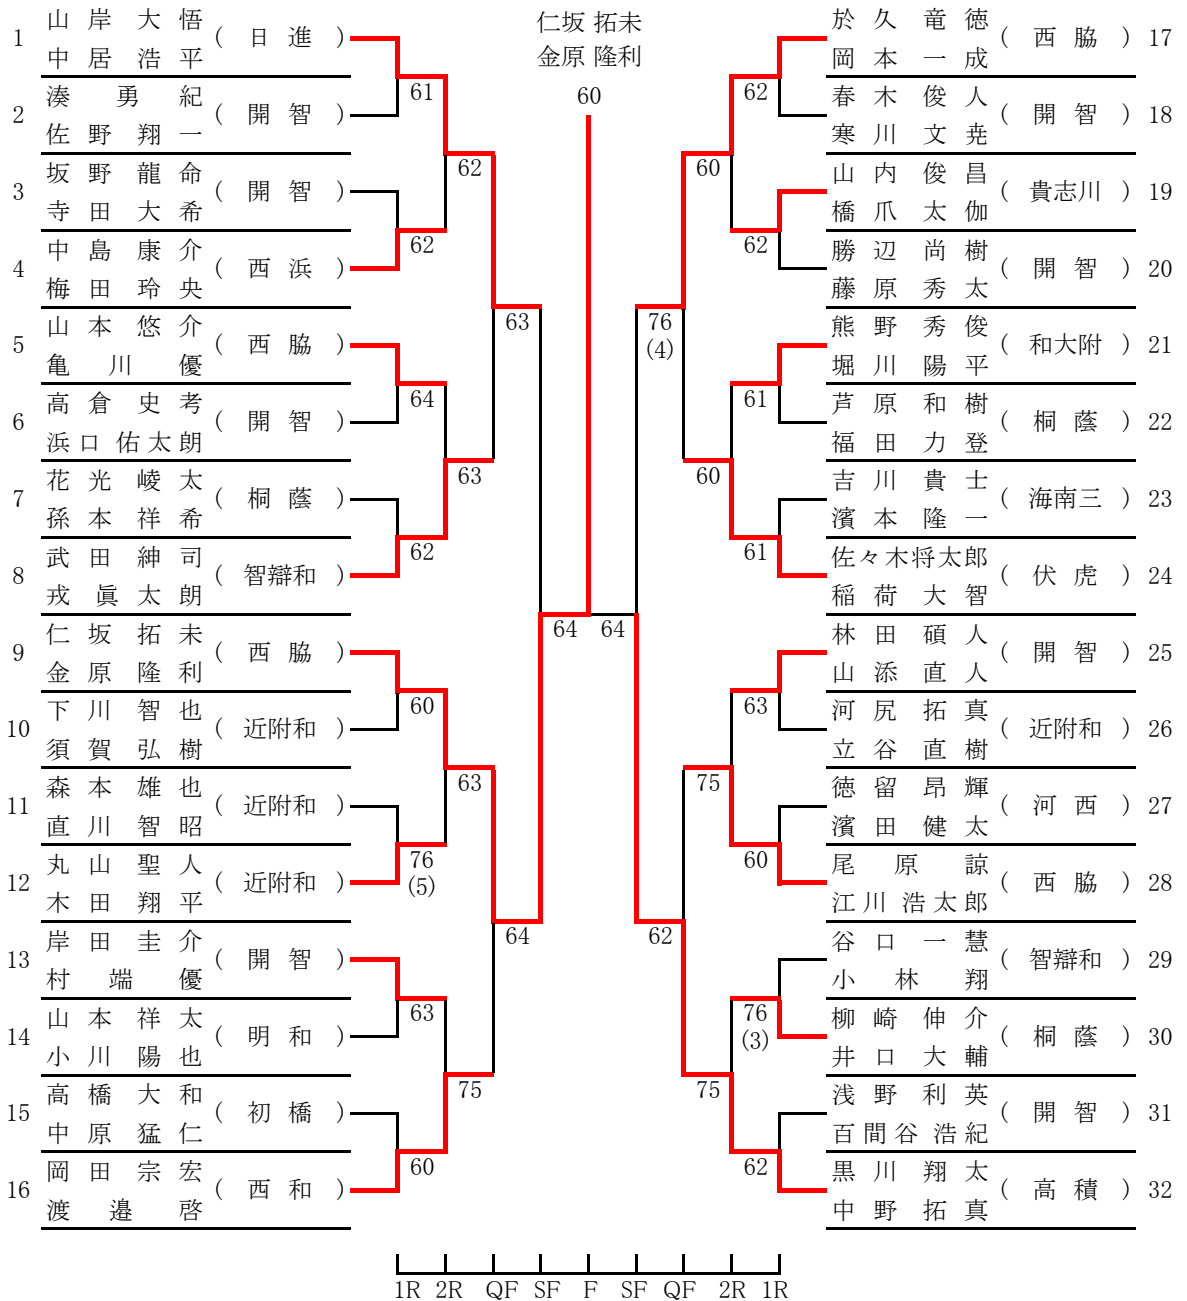 仁坂 拓未
金原 隆利
60
1 山岸大悟 中居浩平 ( 日進 )
2 湊勇紀 佐野翔一 ( 開智 )
3 坂野龍命 寺田大希 ( 開智 )
4 中島康介 梅田玲央 ( 西浜 )
5 山本悠介 亀川優 ( 西脇 )
6 高倉史考 浜口佑太朗 ( 開智 )
7 花光崚太 孫本祥希 ( 桐蔭 )
8 武田紳司 戎眞太朗 ( 智辯和 )
9 仁坂拓未 金原隆利 ( 西脇 )
10 下川智也 須賀弘樹 ( 近附和 )
11 森本雄也 直川智昭 ( 近附和 )
12 丸山聖人 木田翔平 ( 近附和 )
13 岸田圭介 村端優 ( 開智 )
14 山本祥太 小川陽也 ( 明和 )
15 高橋大和 中原猛仁 ( 初橋 )
16 岡田宗宏 渡邉啓 ( 西和 )
61
62
64
62
60
76
(5)
63
60
62
63
63
75
63
64
64
64
76
(4)
62
60
60
75
75
62
62
61
61
63
60
76
(3)
62
於久竜徳 岡本一成 ( 西脇 ) 17
春木俊人 寒川文尭 ( 開智 ) 18
山内俊昌 橋爪太伽 ( 貴志川 ) 19
勝辺尚樹 藤原秀太 ( 開智 ) 20
熊野秀俊 堀川陽平 ( 和大附 ) 21
芦原和樹 福田力登 ( 桐蔭 ) 22
吉川貴士 濱本隆一 ( 海南三 ) 23
佐々木将太郎 稲荷大智 ( 伏虎 ) 24
林田碩人 山添直人 ( 開智 ) 25
河尻拓真 立谷直樹 ( 近附和 ) 26
徳留昂輝 濱田健太 ( 河西 ) 27
尾原諒 江川浩太郎 ( 西脇 ) 28
谷口一慧 小林翔 ( 智辯和 ) 29
柳崎伸介 井口大輔 ( 桐蔭 ) 30
浅野利英 百間谷浩紀 ( 開智 ) 31
黒川翔太 中野拓真 ( 高積 ) 32
1R 2R QF SF F SF QF 2R 1R